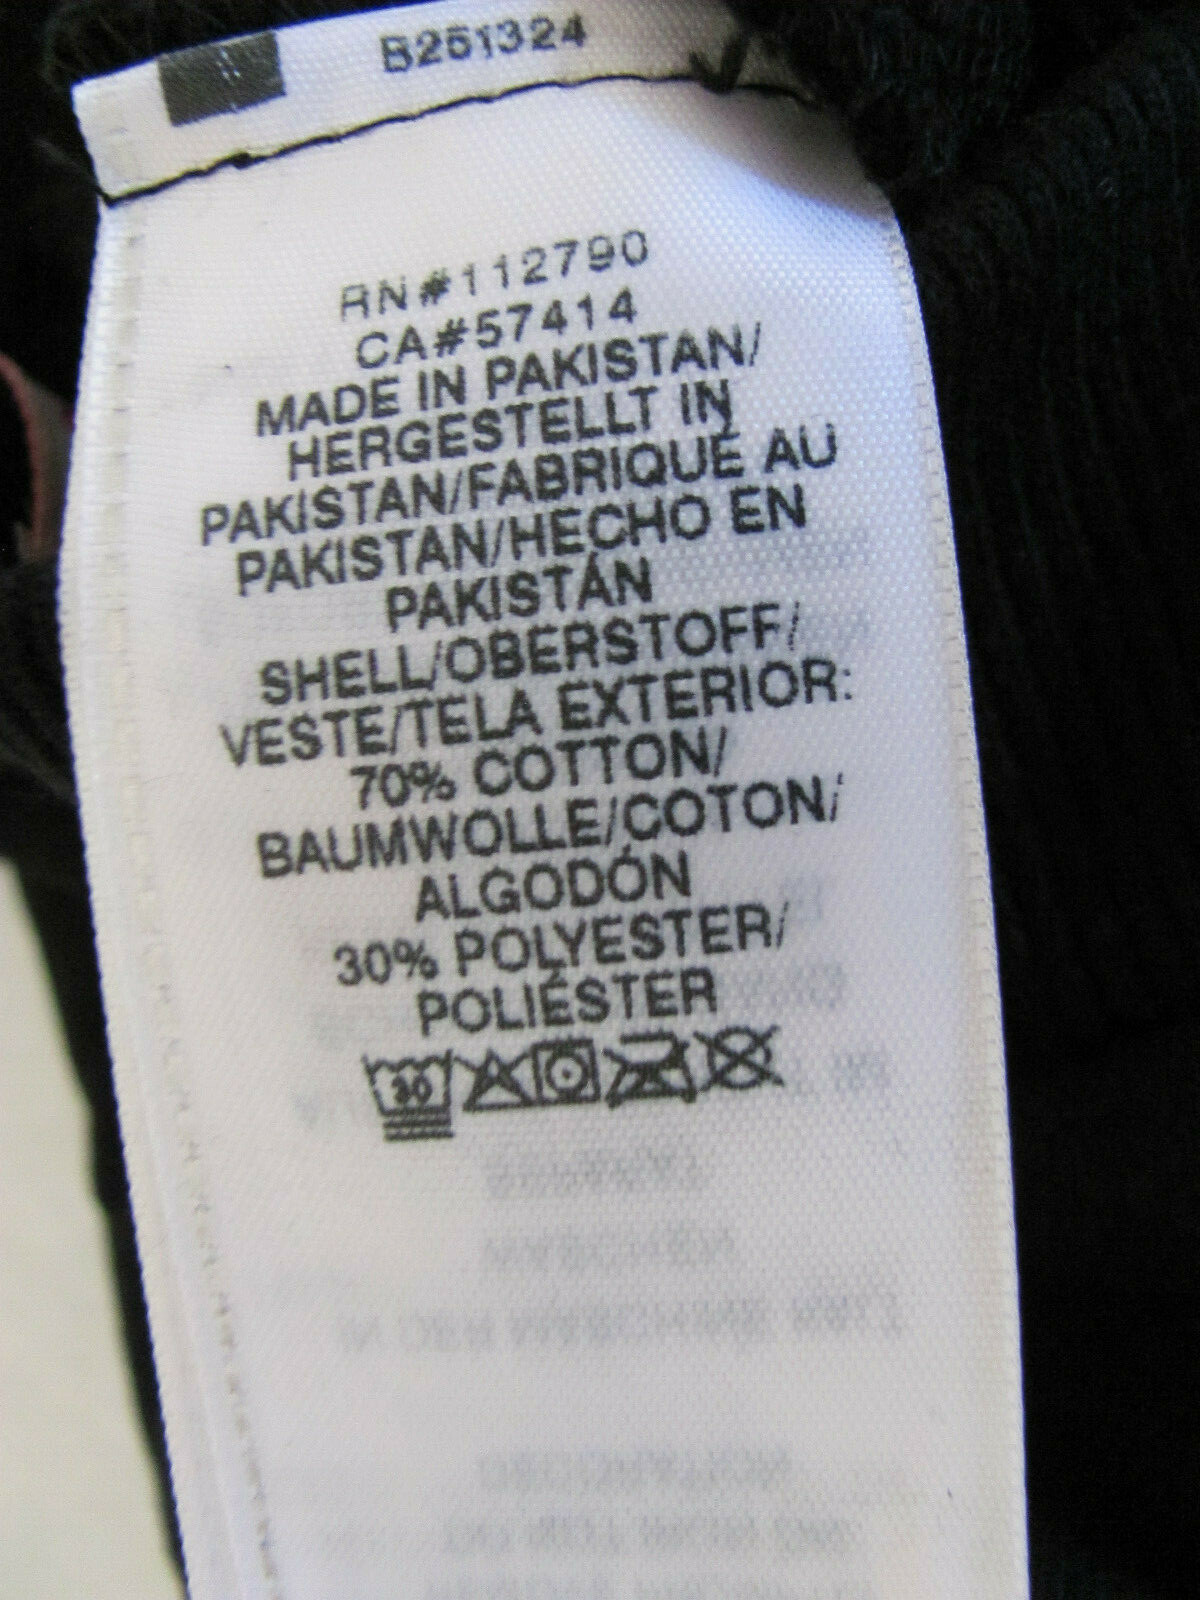 B251324
RN#112790
CA#57414
MADE IN PAKISTAN/
HERGESTELLT IN
PAKISTAN/FABRIQUÉ AU
PAKISTAN/HECHO EN
PAKISTÁN
SHELL/OBERSTOFF/
VESTE/TELA EXTERIOR:
70% COTTON/
BAUMWOLLE/COTON/
ALGODÓN
30% POLYESTER/
POLIÉSTER
30